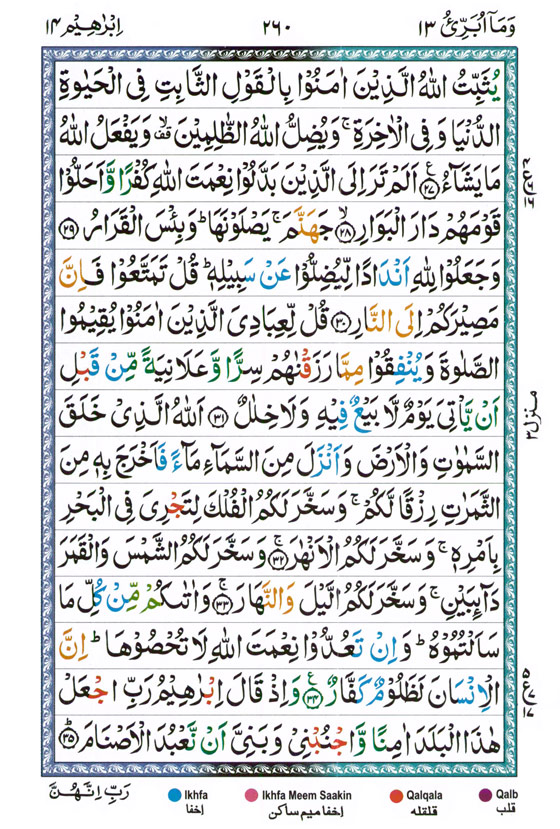 وَمَآ اُبَرِّئُ ١٣ ٢٦٠ اِبْرٰهِيْم ١٤
يُثَبِّتُ اللّٰهُ الَّذِيْنَ اٰمَنُوْا بِالْقَوْلِ الثَّابِتِ فِى الْحَيٰوةِ
الدُّنْيَا وَفِى الْاٰخِرَةِ ۚ وَيُضِلُّ اللّٰهُ الظّٰلِمِيْنَ ۙ وَيَفْعَلُ اللّٰهُ
مَا يَشَآءُ ﴿٢٧﴾ اَلَمْ تَرَ اِلَى الَّذِيْنَ بَدَّلُوْا نِعْمَتَ اللّٰهِ كُفْرًا وَّاَحَلُّوْا
قَوْمَهُمْ دَارَ الْبَوَارِ ﴿٢٨﴾ جَهَنَّمَ ۚ يَصْلَوْنَهَا ؕ وَبِئْسَ الْقَرَارُ ﴿٢٩﴾
وَجَعَلُوْا لِلّٰهِ اَنْدَادًا لِّيُضِلُّوْا عَنْ سَبِيْلِهٖ ؕ قُلْ تَمَتَّعُوْا فَاِنَّ
مَصِيْرَكُمْ اِلَى النَّارِ ﴿٣٠﴾ قُلْ لِّعِبَادِىَ الَّذِيْنَ اٰمَنُوْا يُقِيْمُوا
الصَّلٰوةَ وَيُنْفِقُوْا مِمَّا رَزَقْنٰهُمْ سِرًّا وَّعَلَانِيَةً مِّنْ قَبْلِ
اَنْ يَّاْتِىَ يَوْمٌ لَّا بَيْعٌ فِيْهِ وَلَا خِلٰلٌ ﴿٣١﴾ اَللّٰهُ الَّذِىْ خَلَقَ
السَّمٰوٰتِ وَالْاَرْضَ وَاَنْزَلَ مِنَ السَّمَآءِ مَآءً فَاَخْرَجَ بِهٖ مِنَ
الثَّمَرٰتِ رِزْقًا لَّكُمْ ۚ وَسَخَّرَ لَكُمُ الْفُلْكَ لِتَجْرِىَ فِى الْبَحْرِ
بِاَمْرِهٖ ۚ وَسَخَّرَ لَكُمُ الْاَنْهٰرَ ﴿٣٢﴾ وَسَخَّرَ لَكُمُ الشَّمْسَ وَالْقَمَرَ
دَآئِبَيْنِ ۚ وَسَخَّرَ لَكُمُ الَّيْلَ وَالنَّهَارَ ﴿٣٣﴾ وَاٰتٰىكُمْ مِّنْ كُلِّ مَا
سَاَلْتُمُوْهُ ؕ وَاِنْ تَعُدُّوْا نِعْمَتَ اللّٰهِ لَا تُحْصُوْهَا ؕ اِنَّ
الْاِنْسَانَ لَظَلُوْمٌ كَفَّارٌ ﴿٣٤﴾ وَاِذْ قَالَ اِبْرٰهِيْمُ رَبِّ اجْعَلْ
هٰذَا الْبَلَدَ اٰمِنًا وَّاجْنُبْنِىْ وَبَنِىَّ اَنْ نَّعْبُدَ الْاَصْنَامَ ﴿٣٥﴾
منزل ٣
رَبِّ اِنَّهُنَّ
Ikhfa اخفا Ikhfa Meem Saakin اخفا میم ساکن Qalqala قلقله Qalb قلب